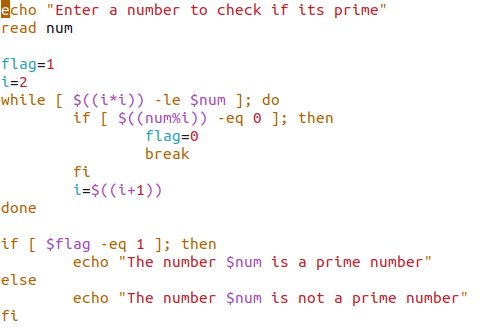 echo "Enter a number to check if its prime"
read num

flag=1
i=2
while [ $((i*i)) -le $num ]; do
        if [ $((num%i)) -eq 0 ]; then
                flag=0
                break
        fi
        i=$((i+1))
done

if [ $flag -eq 1 ]; then
        echo "The number $num is a prime number"
else
        echo "The number $num is not a prime number"
fi